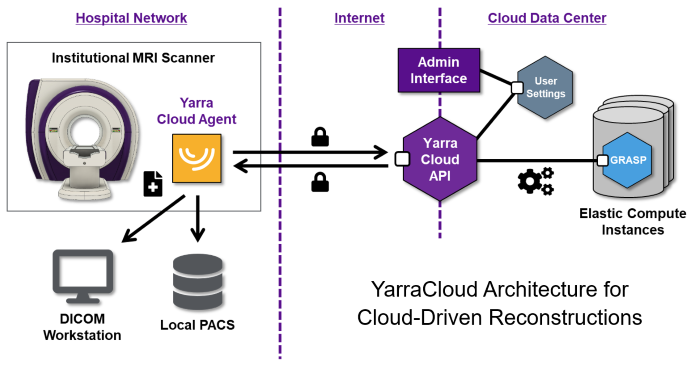 Hospital Network
Internet
Cloud Data Center
Institutional MRI Scanner
Yarra
Cloud Agent
Admin
Interface
User
Settings
Yarra
Cloud
API
GRASP
Elastic Compute
Instances
DICOM
Workstation
Local PACS
YarraCloud Architecture for
Cloud-Driven Reconstructions